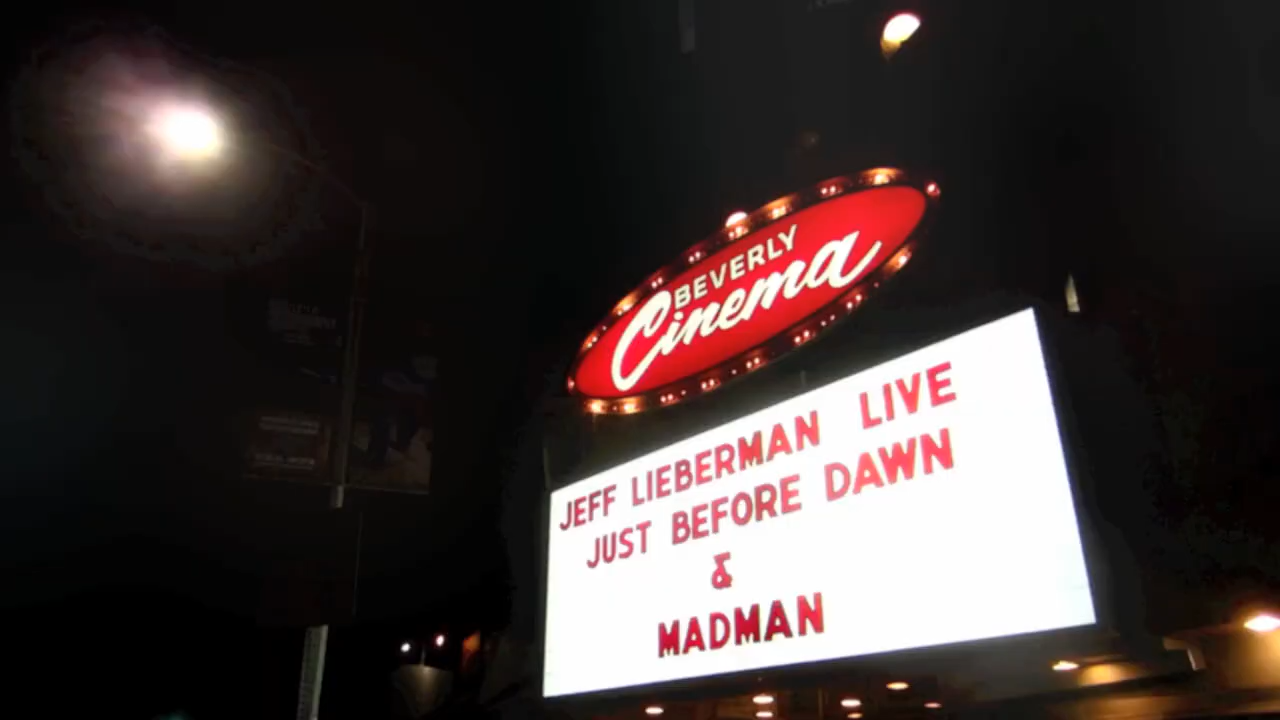 BEVERLY
Cinema
JEFF LIEBERMAN LIVE
JUST BEFORE DAWN
&
MADMAN